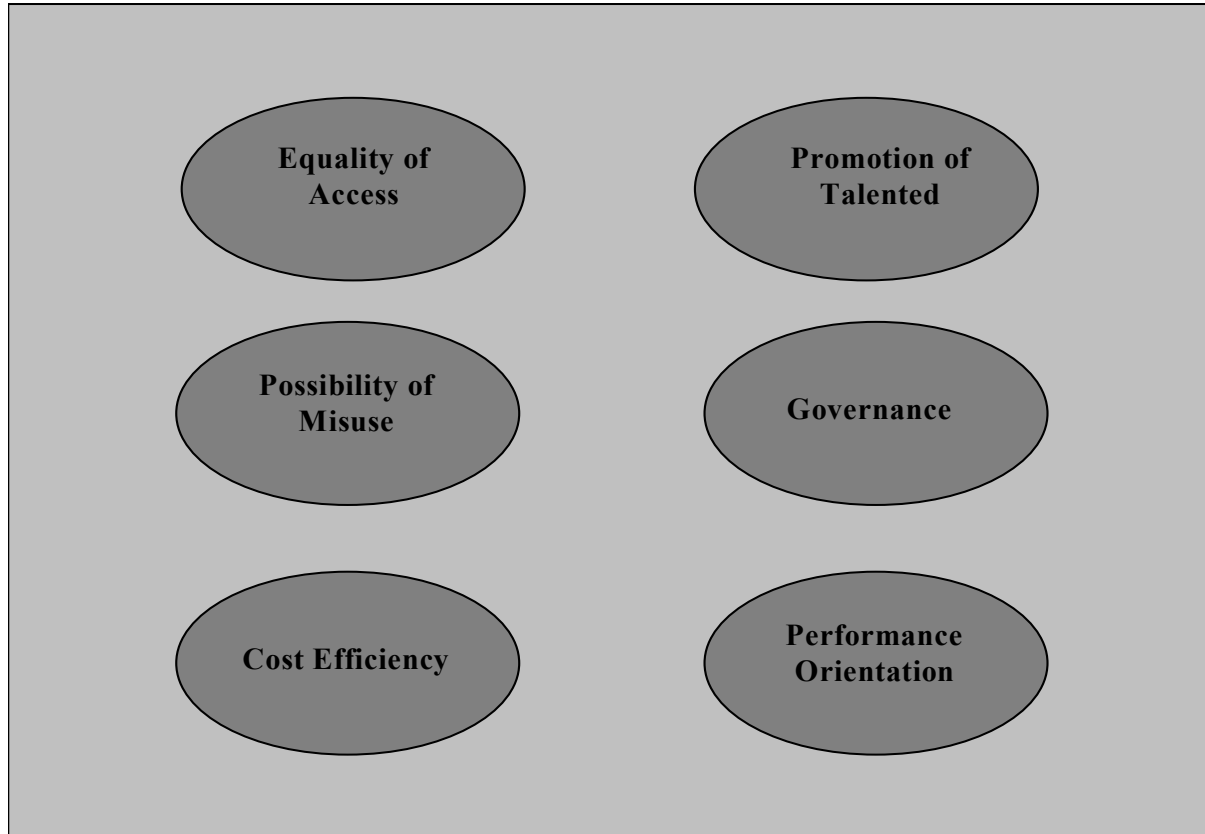 Equality of
Access
Promotion of
Talented
Possibility of
Misuse
Governance
Cost Efficiency
Performance
Orientation